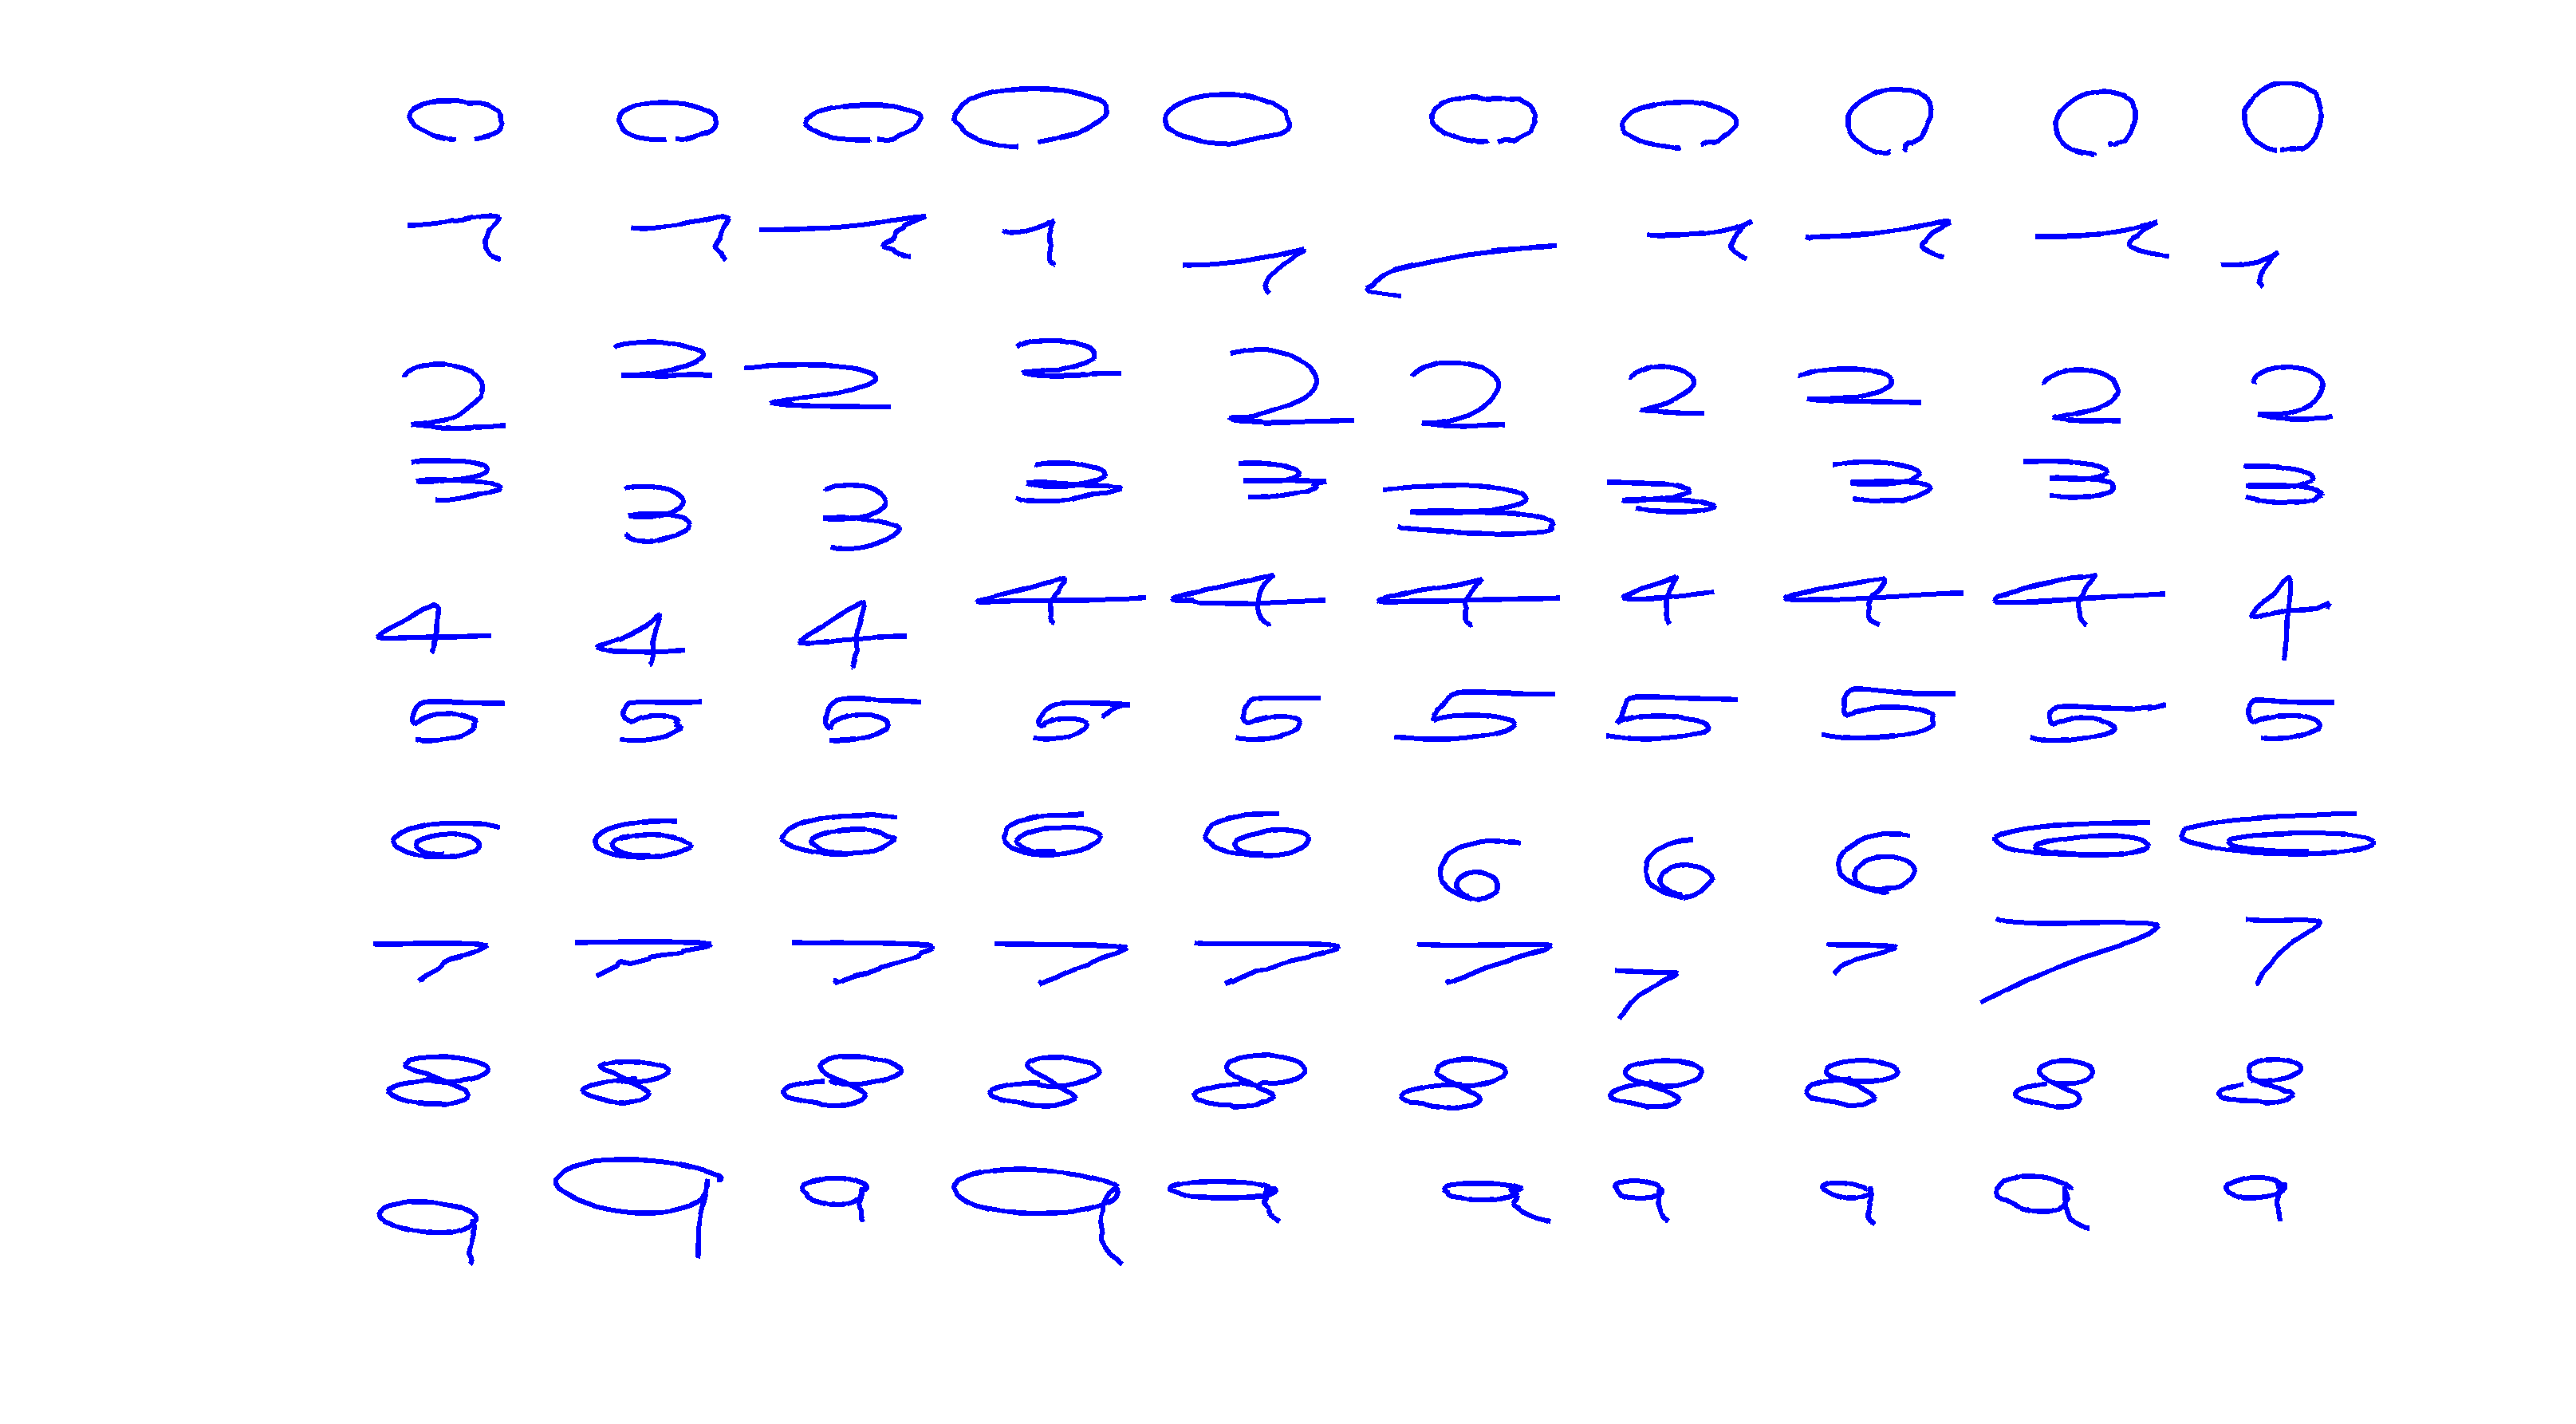 0 0 0 0 0 0 0 0 0 0
1 1 1 1 1 1 1 1 1 1
2 2 2 2 2 2 2 2 2 2
3 3 3 3 3 3 3 3 3 3
4 4 4 4 4 4 4 4 4 4
5 5 5 5 5 5 5 5 5 5
6 6 6 6 6 6 6 6 6 6
7 7 7 7 7 7 7 7 7 7
8 8 8 8 8 8 8 8 8 8
9 9 9 9 9 9 9 9 9 9